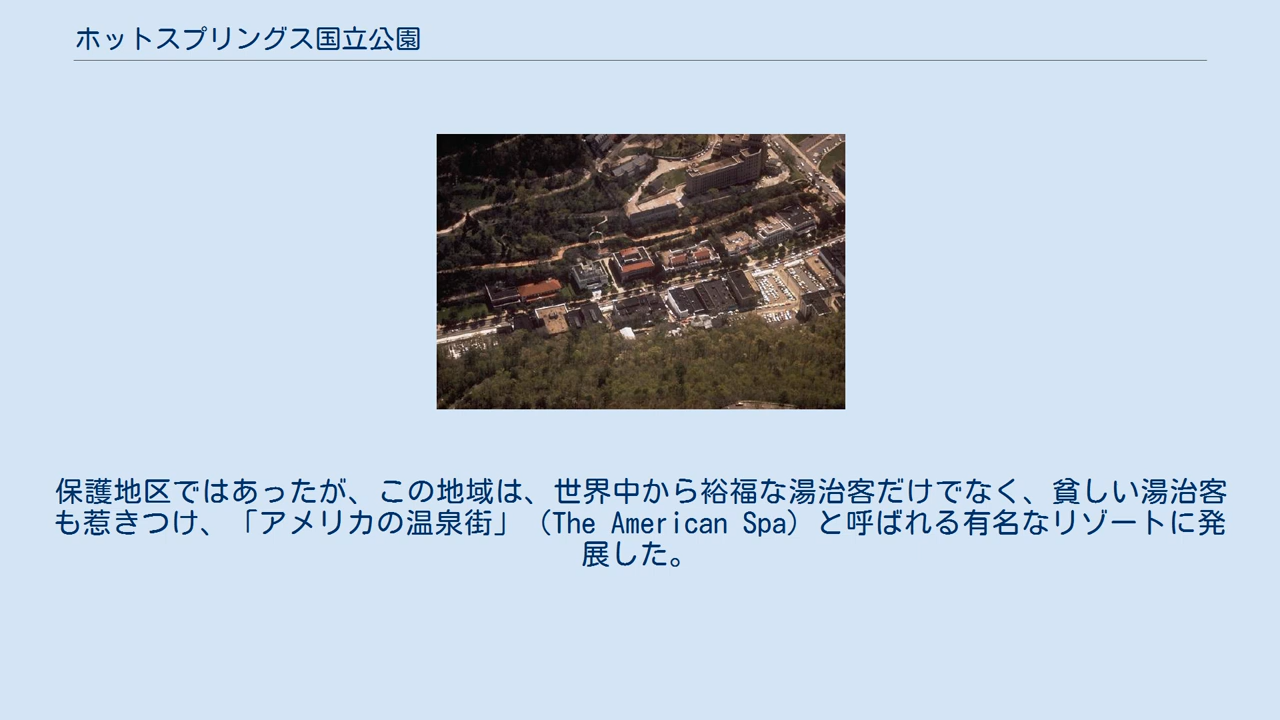 ホットスプリングス国立公園
保護地区ではあったが、この地域は、世界中から裕福な湯治客だけでなく、貧しい湯治客
も惹きつけ、「アメリカの温泉街」（The American Spa）と呼ばれる有名なリゾートに発
展した。